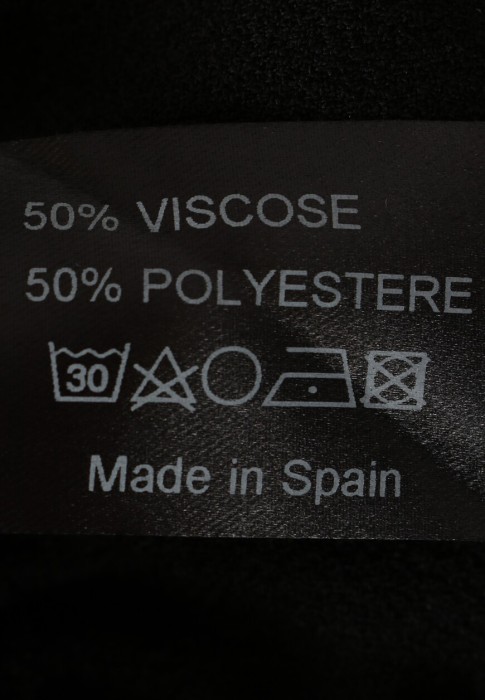 50% VISCOSE
50% POLYESTERE
30
Made in Spain